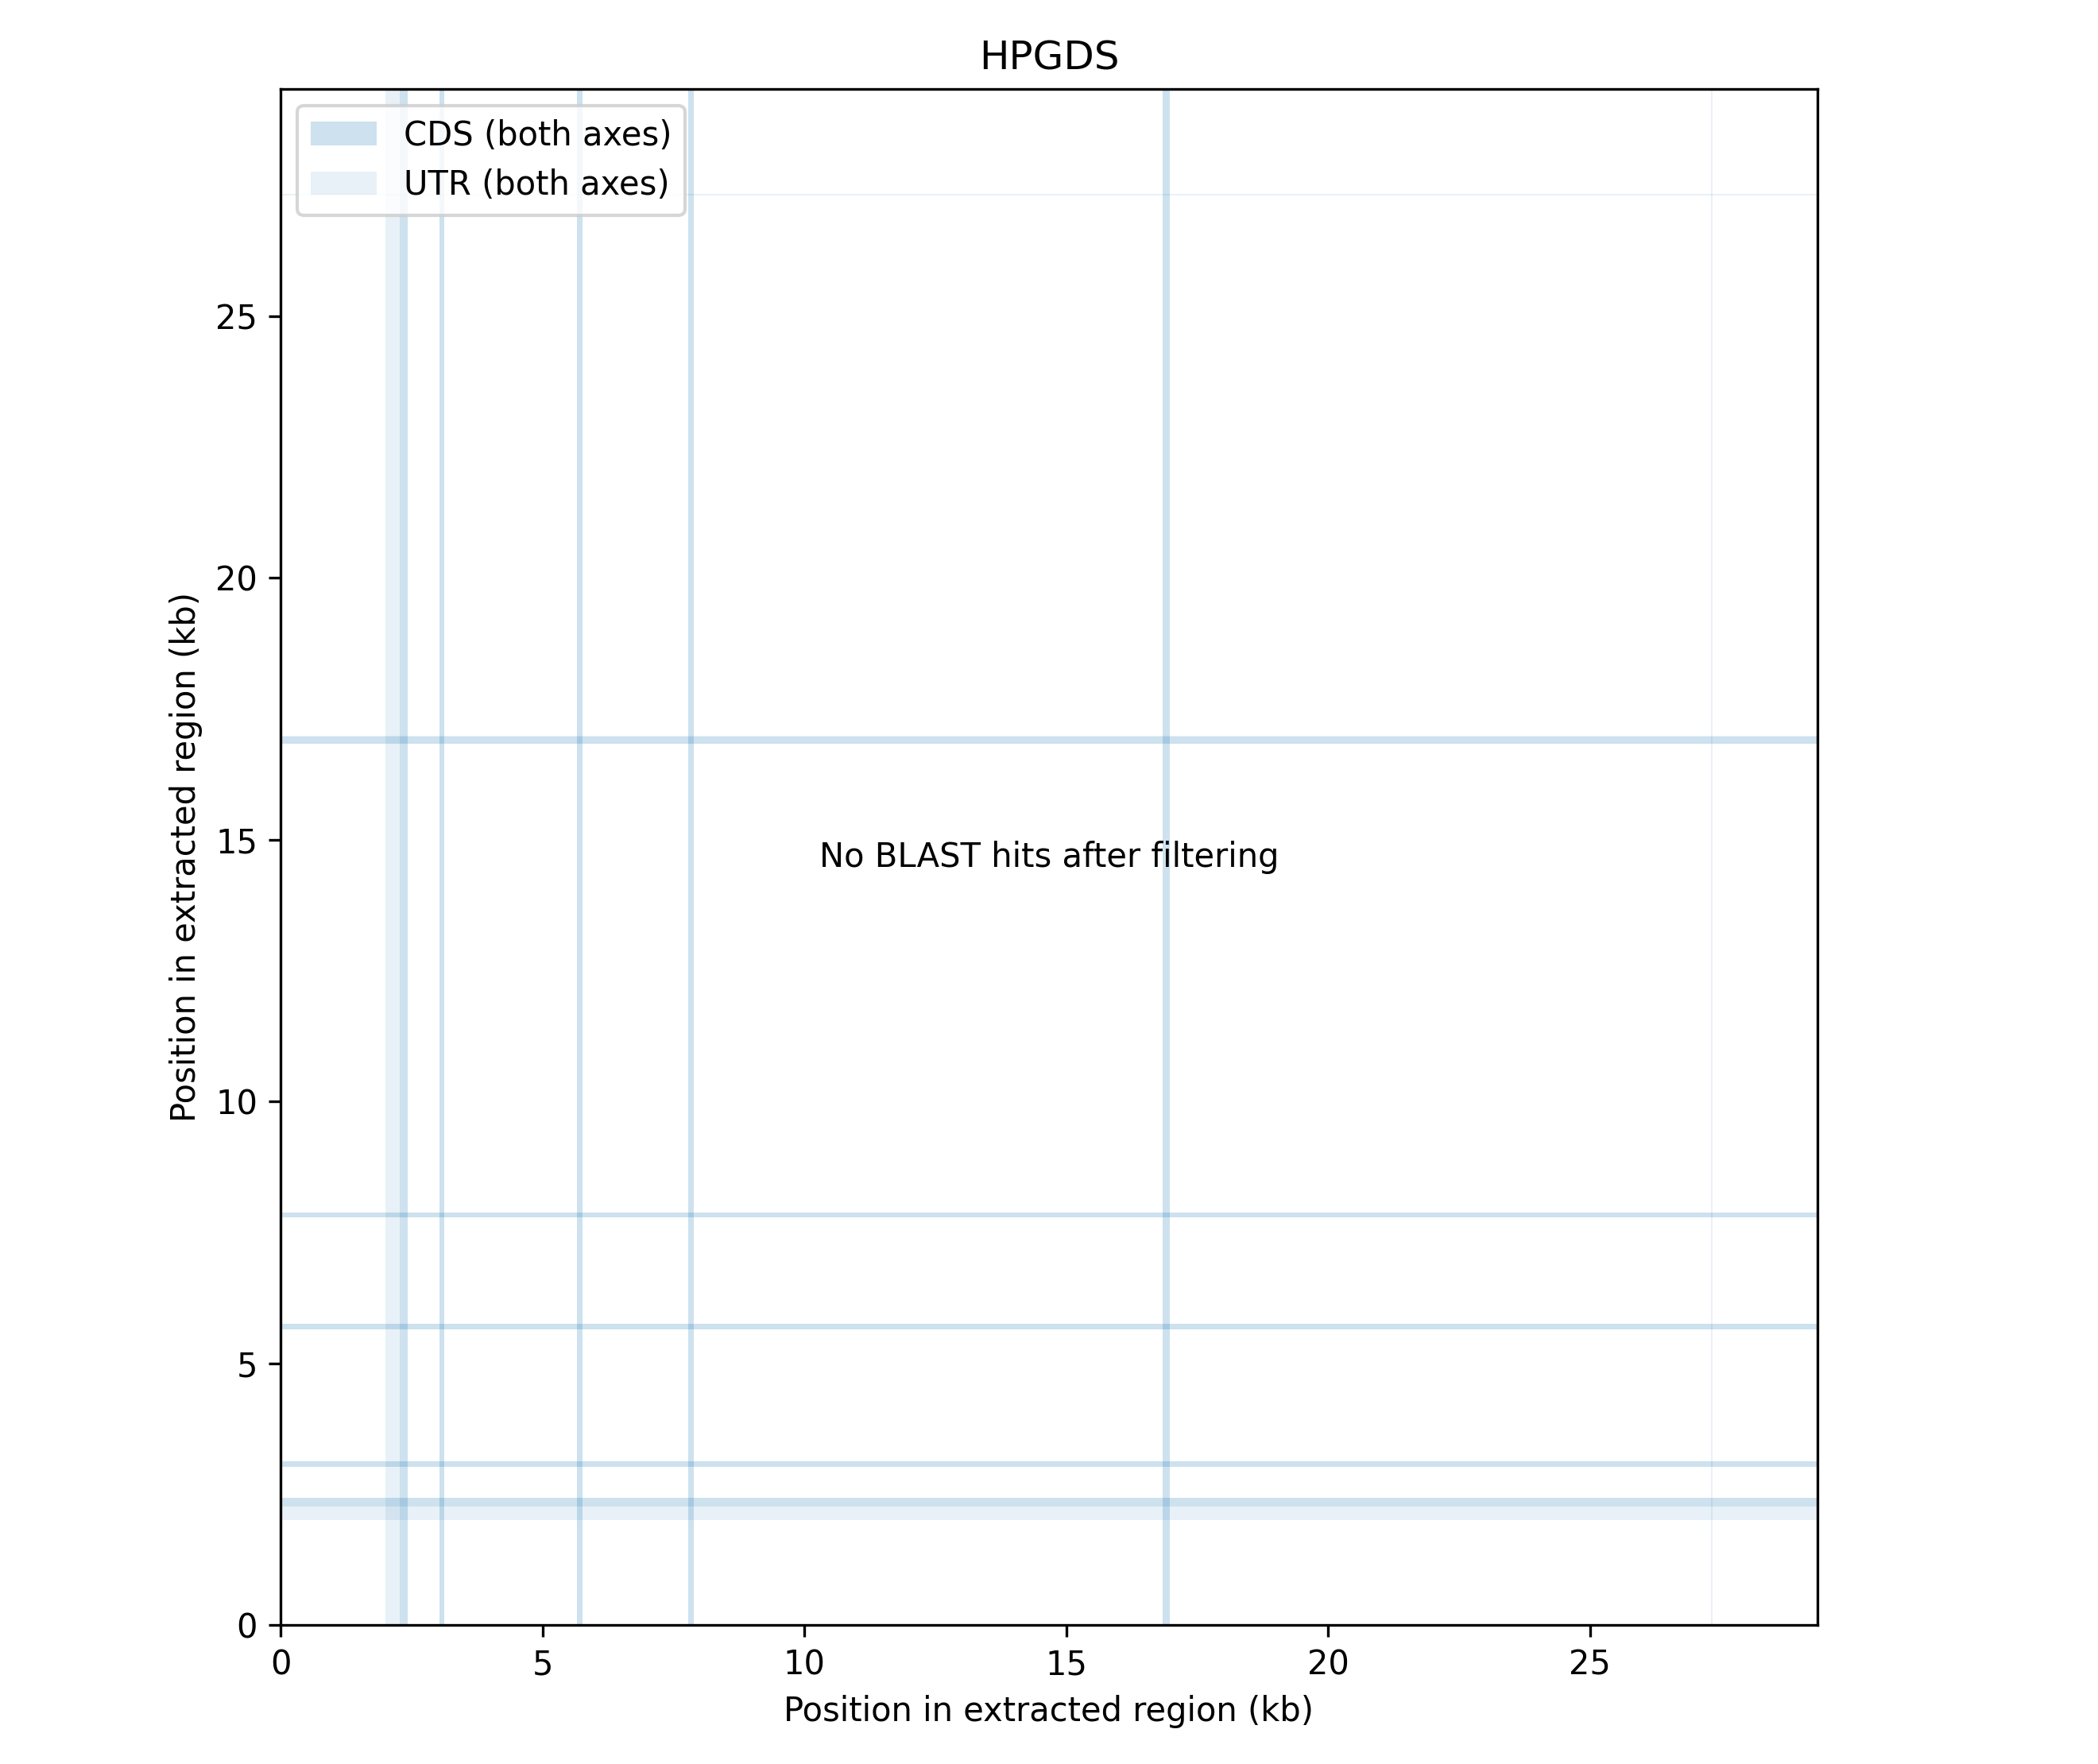 HPGDS
CDS (both axes)
UTR (both axes)
25
20
15
10
5
0
Position in extracted region (kb)
No BLAST hits after filtering
0 5 10 15 20 25
Position in extracted region (kb)